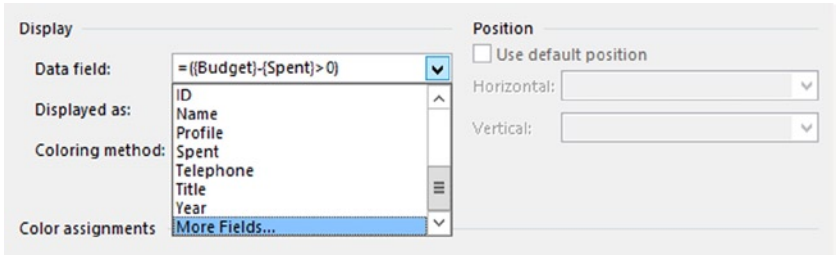 Display
Data field:
=({Budget}-{Spent}>0)
Displayed as:
Coloring method:
ID
Name
Profile
Spent
Telephone
Title
Year
More Fields...
Color assignments
Position
Use default position
Horizontal:
Vertical: